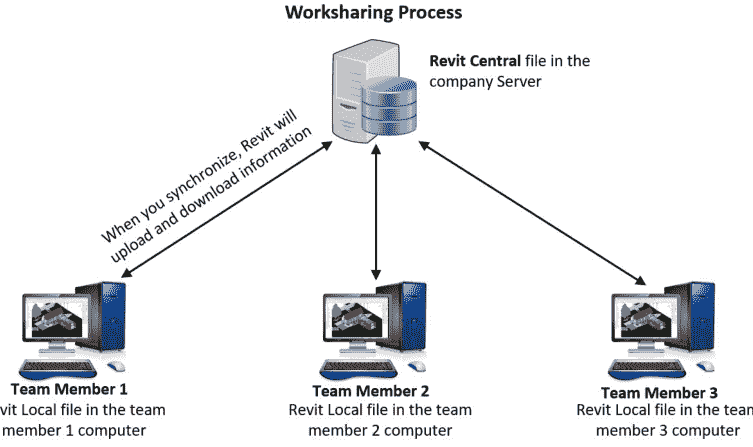 Worksharing Process
Revit Central file in the
company Server
When you synchronize, Revit will
upload and download information
Team Member 1
vit Local file in the team
member 1 computer
Team Member 2
Revit Local file in the team
member 2 computer
Team Member 3
Revit Local file in the team
member 3 computer